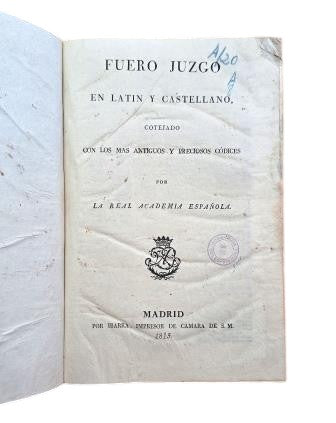 A/20
A
FUERO JUZGO
EN LATIN Y CASTELLANO,
COTEJADO
CON LOS MAS ANTIGUOS Y PRECIOSOS CÓDICES
POR
LA REAL ACADEMIA ESPAÑOLA.
MADRID
POR IBARRA, IMPRESOR DE CÁMARA DE S. M.
1815.